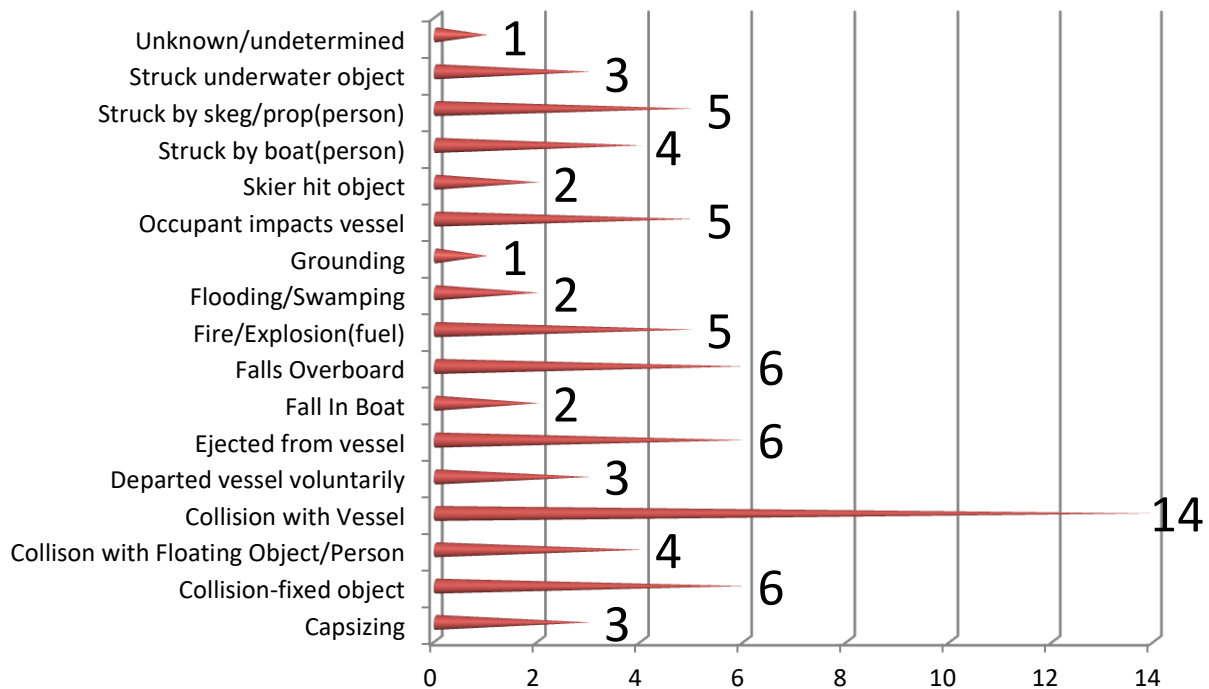 Unknown/undetermined 1
Struck underwater object 3
Struck by skeg/prop(person) 5
Struck by boat(person) 4
Skier hit object 2
Occupant impacts vessel 5
Grounding 1
Flooding/Swamping 2
Fire/Explosion(fuel) 5
Falls Overboard 6
Fall In Boat 2
Ejected from vessel 6
Departed vessel voluntarily 3
Collision with Vessel 14
Collison with Floating Object/Person 4
Collision-fixed object 6
Capsizing 3
0 2 4 6 8 10 12 14